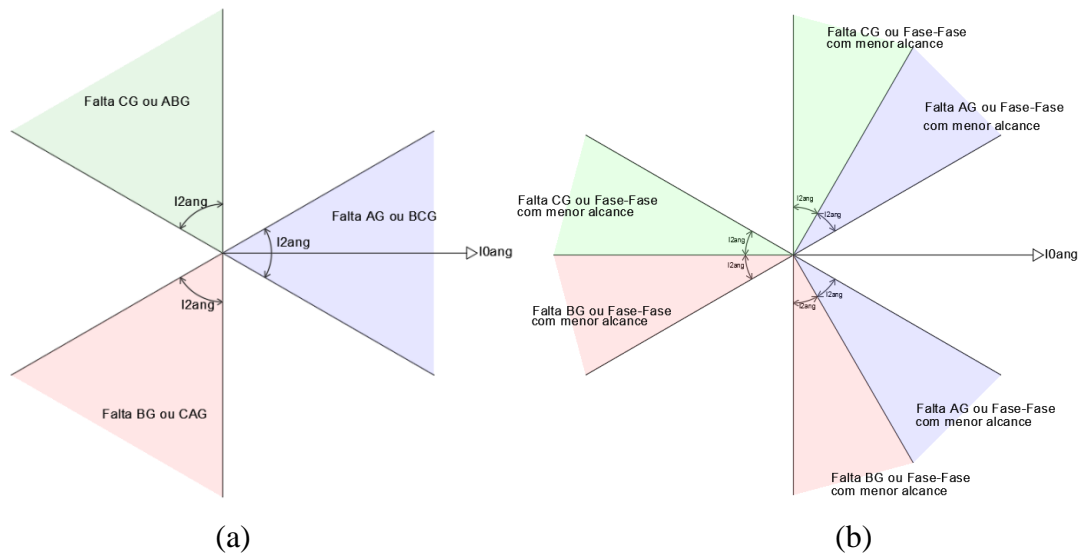 Falta CG ou ABG
I2ang
Falta AG ou BCG
I2ang
I0ang
I2ang
Falta BG ou CAG
(a)
Falta CG ou Fase-Fase
com menor alcance
Falta AG ou Fase-Fase
com menor alcance
Falta CG ou Fase-Fase
com menor alcance
I2ang
I2ang
I2ang
I0ang
I2ang
I2ang
I2ang
Falta BG ou Fase-Fase
com menor alcance
Falta AG ou Fase-Fase
com menor alcance
Falta BG ou Fase-Fase
com menor alcance
(b)